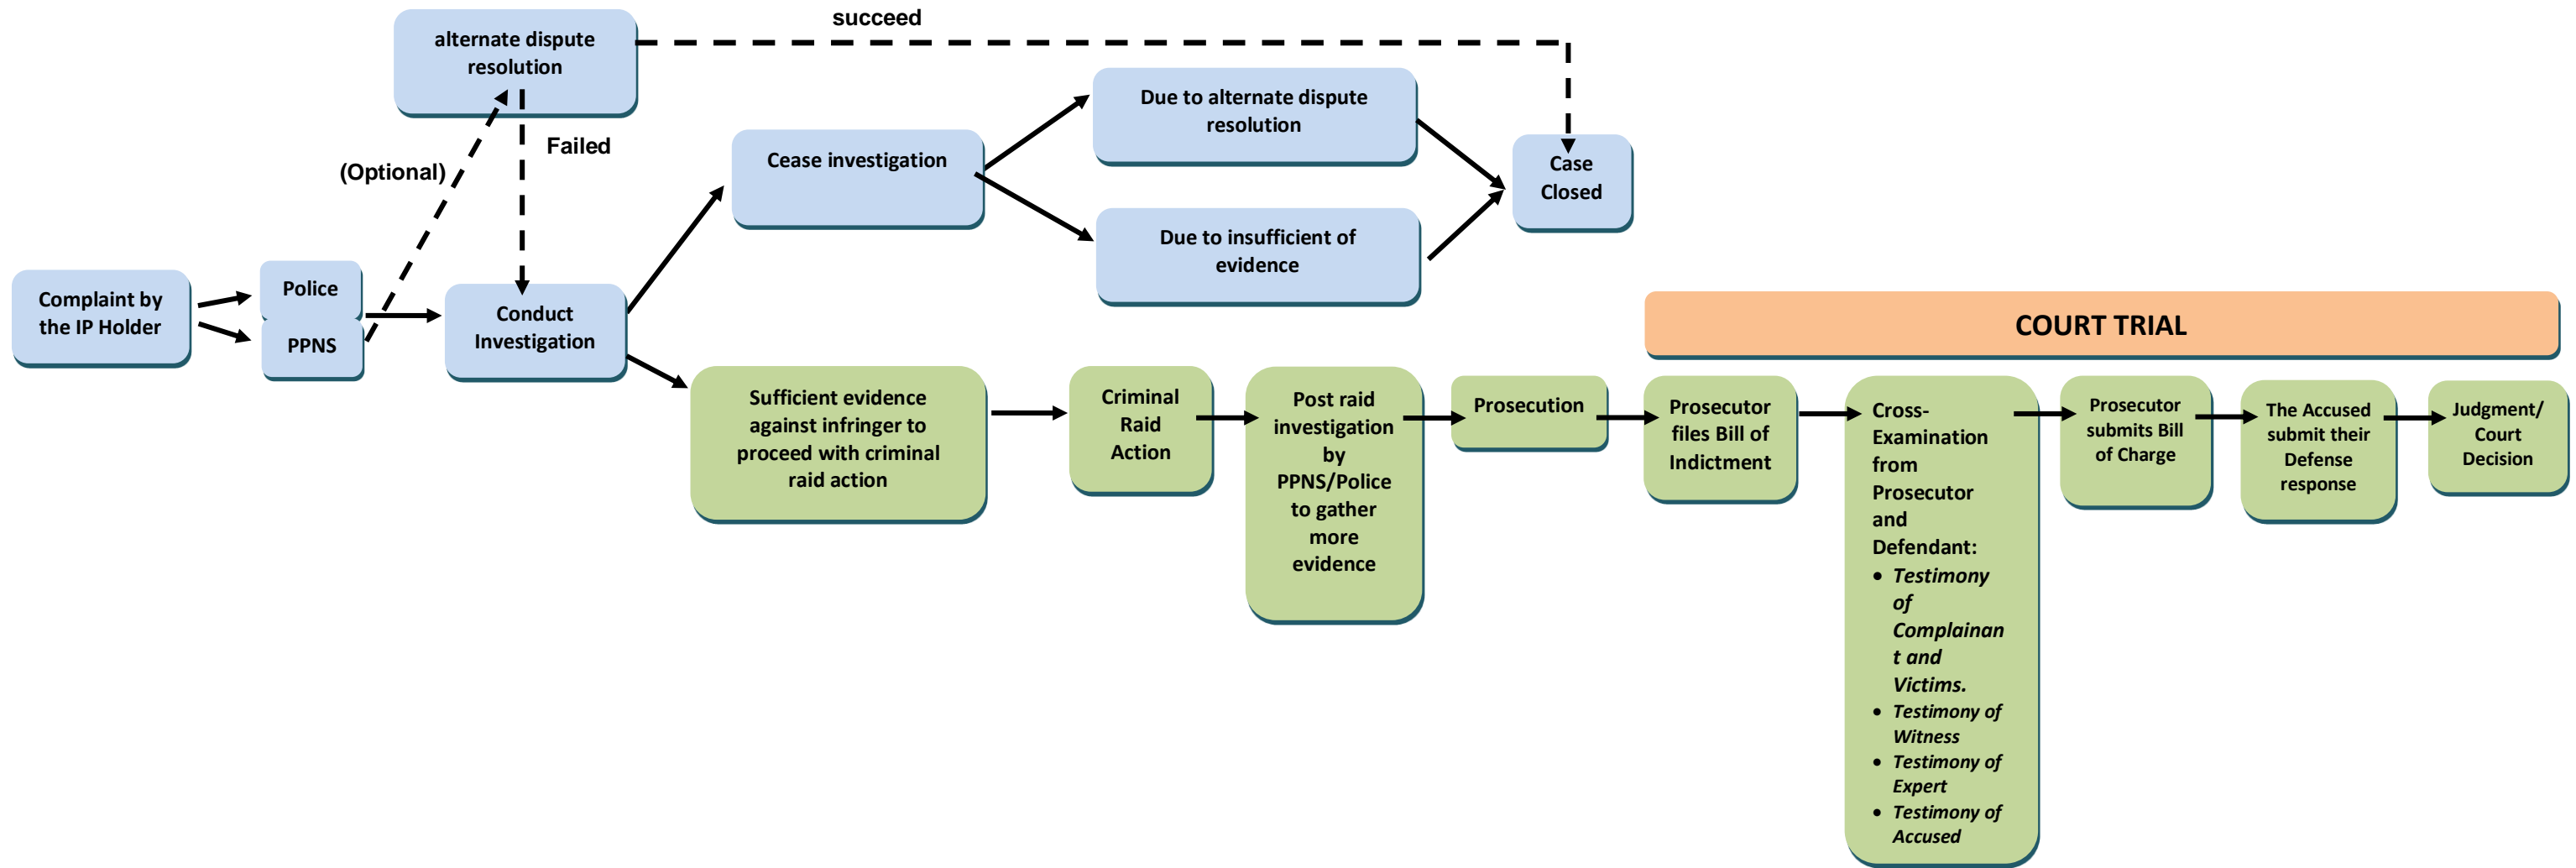 succeed
alternate dispute
resolution
Failed
(Optional)
Due to alternate dispute
resolution
Cease investigation
Case
Closed
Due to insufficient of
evidence
Complaint by
the IP Holder
Police
PPNS
Conduct
Investigation
COURT TRIAL
Sufficient evidence
against infringer to
proceed with criminal
raid action
Criminal
Raid
Action
Post raid
investigation
by
PPNS/Police
to gather
more
evidence
Prosecution
Prosecutor
files Bill of
Indictment
Cross-
Examination
from
Prosecutor
and
Defendant:
• Testimony
of
Complainan
t and
Victims.
• Testimony of
Witness
• Testimony of
Expert
• Testimony of
Accused
Prosecutor
submits Bill
of Charge
The Accused
submit their
Defense
response
Judgment/
Court
Decision